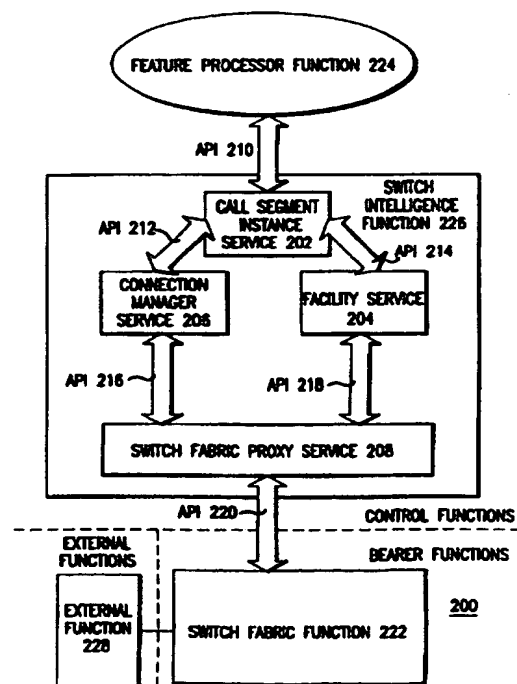 FEATURE PROCESSOR FUNCTION 224
API 210
SWITCH
INTELLIGENCE
FUNCTION 226
CALL SEGMENT
INSTANCE
SERVICE 202
API 212
API 214
CONNECTION
MANAGER
SERVICE 206
FACILITY SERVICE
204
API 216
API 218
SWITCH FABRIC PROXY SERVICE 208
API 220
CONTROL FUNCTIONS
EXTERNAL
FUNCTIONS
BEARER FUNCTIONS
EXTERNAL
FUNCTION
228
SWITCH FABRIC FUNCTION 222
200